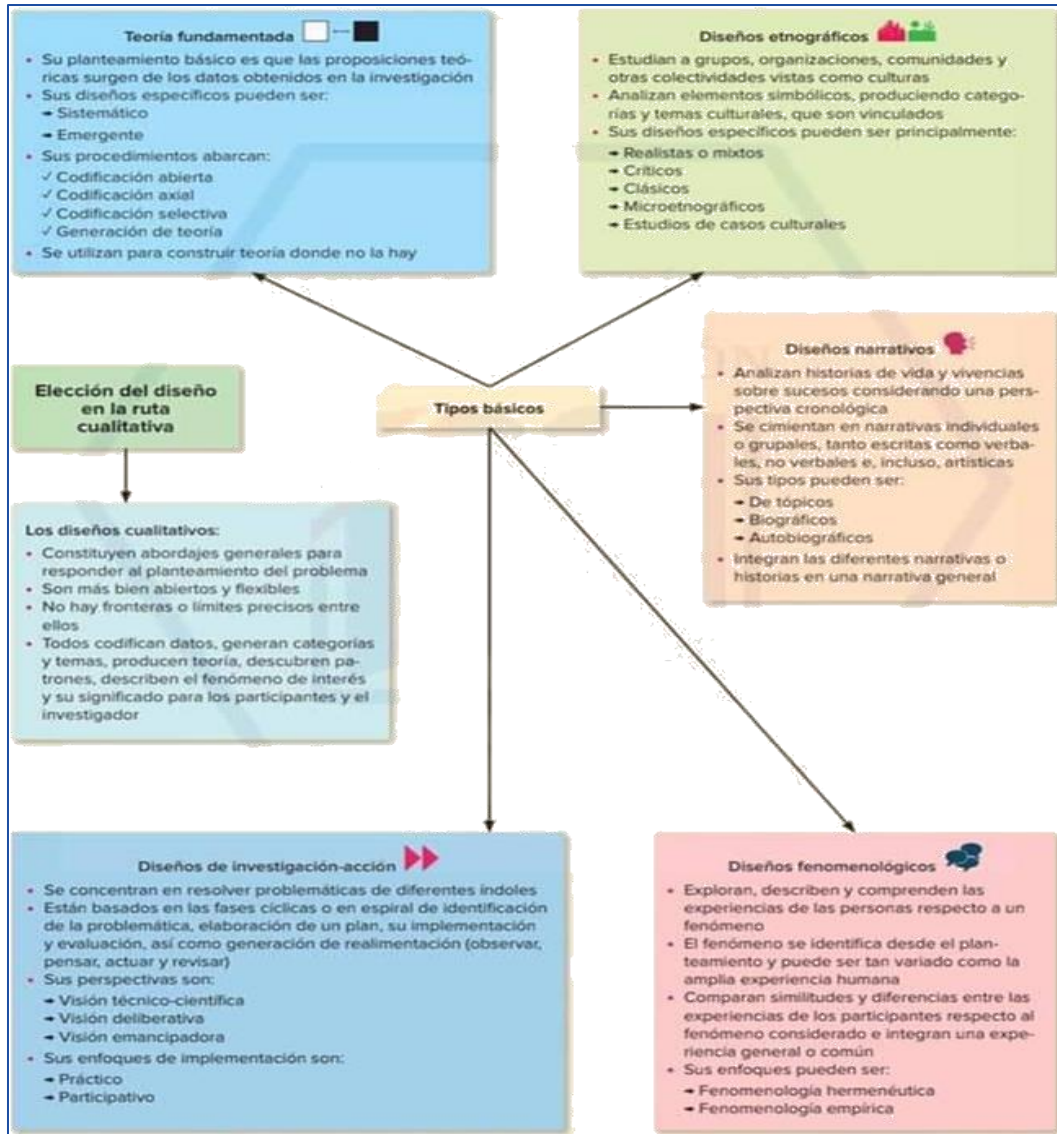 Teoría fundamentada
• Su planteamiento básico es que las proposiciones teó-
ricas surgen de los datos obtenidos en la investigación
• Sus diseños específicos pueden ser:
➟ Sistemático
➟ Emergente
• Sus procedimientos abarcan:
✓ Codificación abierta
✓ Codificación axial
✓ Codificación selectiva
✓ Generación de teoría
• Se utilizan para construir teoría donde no la hay
Diseños etnográficos
• Estudian a grupos, organizaciones, comunidades y
otras colectividades vistas como culturas
• Analizan elementos simbólicos, produciendo catego-
rías y temas culturales, que son vinculados
• Sus diseños específicos pueden ser principalmente:
➟ Realistas o mixtos
➟ Críticos
➟ Clásicos
➟ Microetnográficos
➟ Estudios de casos culturales
Elección del diseño
en la ruta
cualitativa
Tipos básicos
Diseños narrativos
• Analizan historias de vida y vivencias
sobre sucesos considerando una pers-
pectiva cronológica
• Se cimientan en narrativas individuales
o grupales, tanto escritas como verba-
les, no verbales e, incluso, artísticas
• Sus tipos pueden ser:
➟ De tópicos
➟ Biográficos
➟ Autobiográficos
• Integran las diferentes narrativas o
historias en una narrativa general
Los diseños cualitativos:
• Constituyen abordajes generales para
responder al planteamiento del problema
• Son más bien abiertos y flexibles
• No hay fronteras o límites precisos entre
ellos
• Todos codifican datos, generan categorías
y temas, producen teoría, descubren pa-
trones, describen el fenómeno de interés
y su significado para los participantes y el
investigador
Diseños de investigación-acción
• Se concentran en resolver problemáticas de diferentes índoles
• Están basados en las fases cíclicas o en espiral de identificación
de la problemática, elaboración de un plan, su implementación
y evaluación, así como generación de realimentación (observar,
pensar, actuar y revisar)
• Sus perspectivas son:
➟ Visión técnico-científica
➟ Visión deliberativa
➟ Visión emancipadora
• Sus enfoques de implementación son:
➟ Práctico
➟ Participativo
Diseños fenomenológicos
• Exploran, describen y comprenden las
experiencias de las personas respecto a un
fenómeno
• El fenómeno se identifica desde el plan-
teamiento y puede ser tan variado como la
amplia experiencia humana
• Comparan similitudes y diferencias entre las
experiencias de los participantes respecto al
fenómeno considerado e integran una expe-
riencia general o común
• Sus enfoques pueden ser:
➟ Fenomenología hermenéutica
➟ Fenomenología empírica